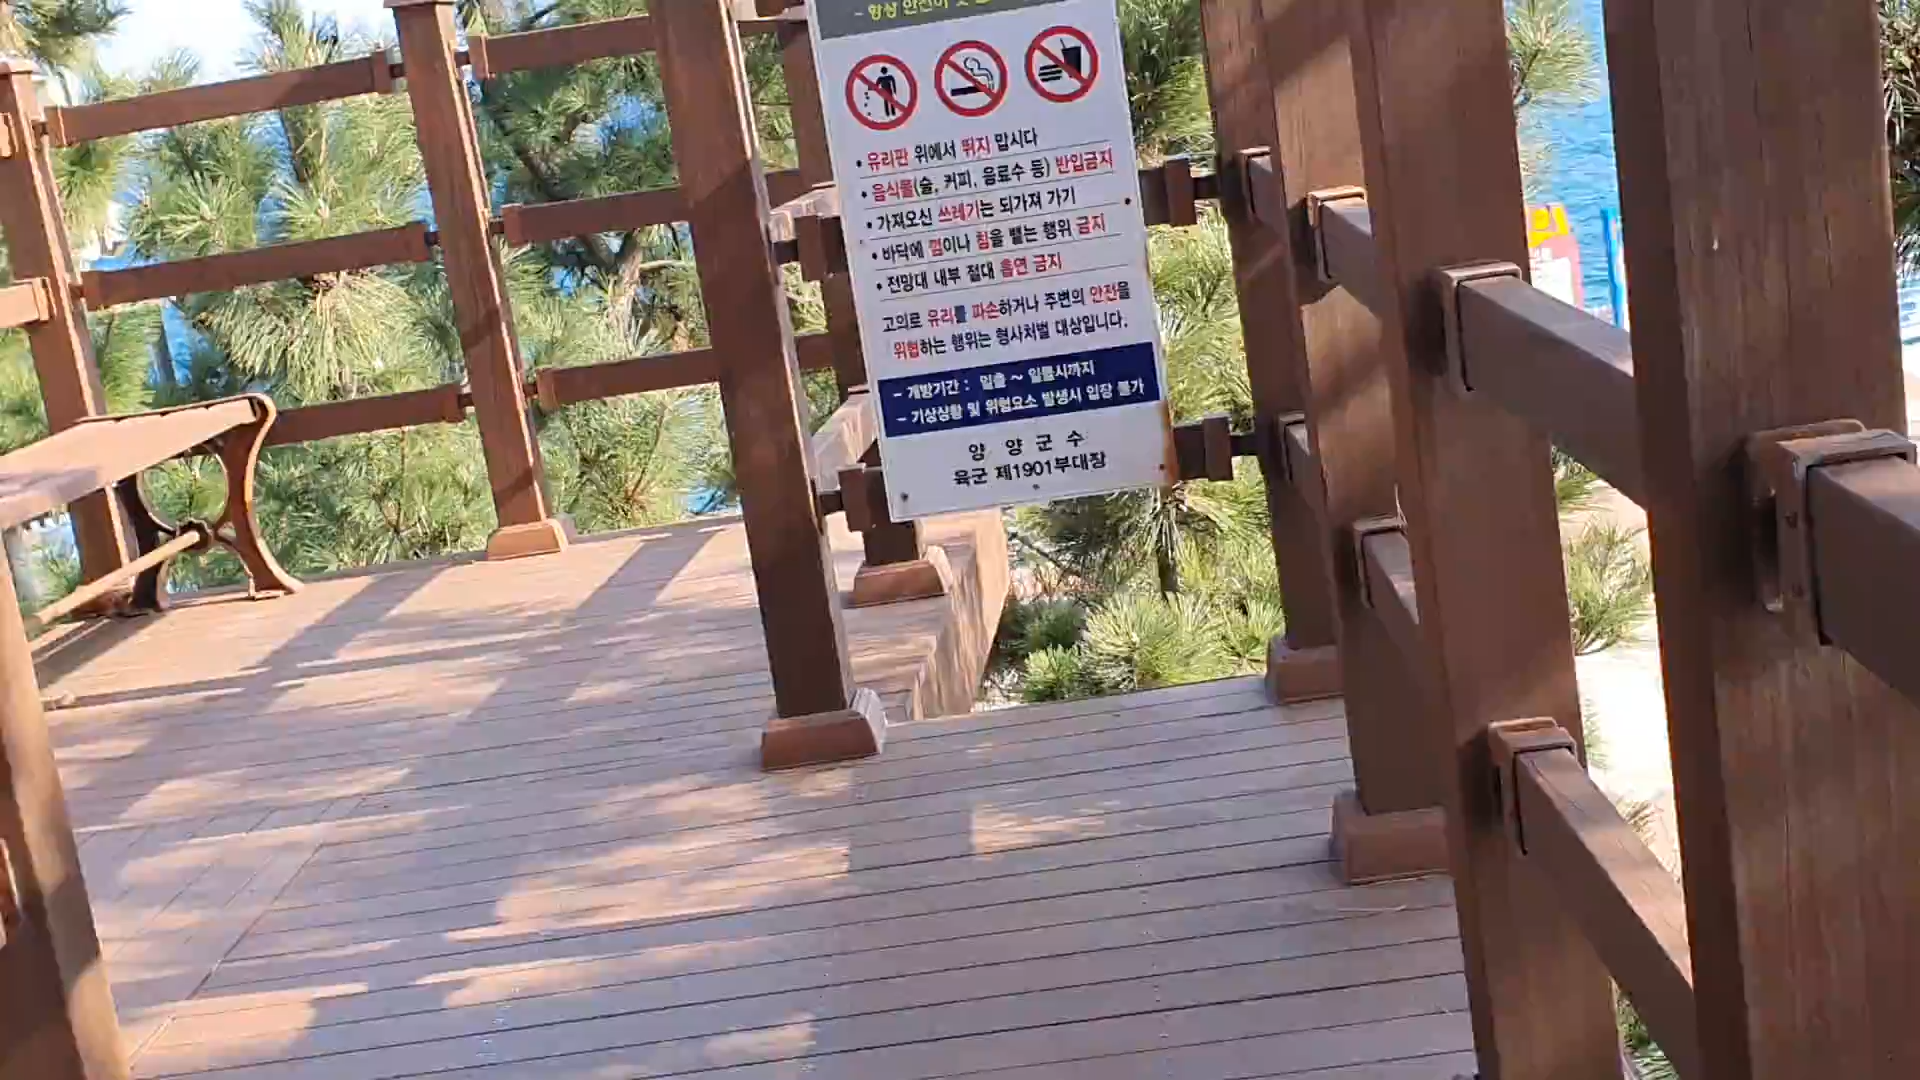 - 항상 안전이
• 유리판 위에서 뛰지 맙시다
• 음식물(술, 커피, 음료수 등) 반입금지
• 가져오신 쓰레기는 되가져 가기
• 바닥에 껌이나 침을 뱉는 행위 금지
• 전망대 내부 절대 흡연 금지
고의로 유리를 파손하거나 주변의 안전을
위협하는 행위는 형사처벌 대상입니다.
- 개방기간 : 일출 ~ 일몰시까지
- 기상상황 및 위험요소 발생시 입장 불가
양 양 군 수
육군 제1901부대장